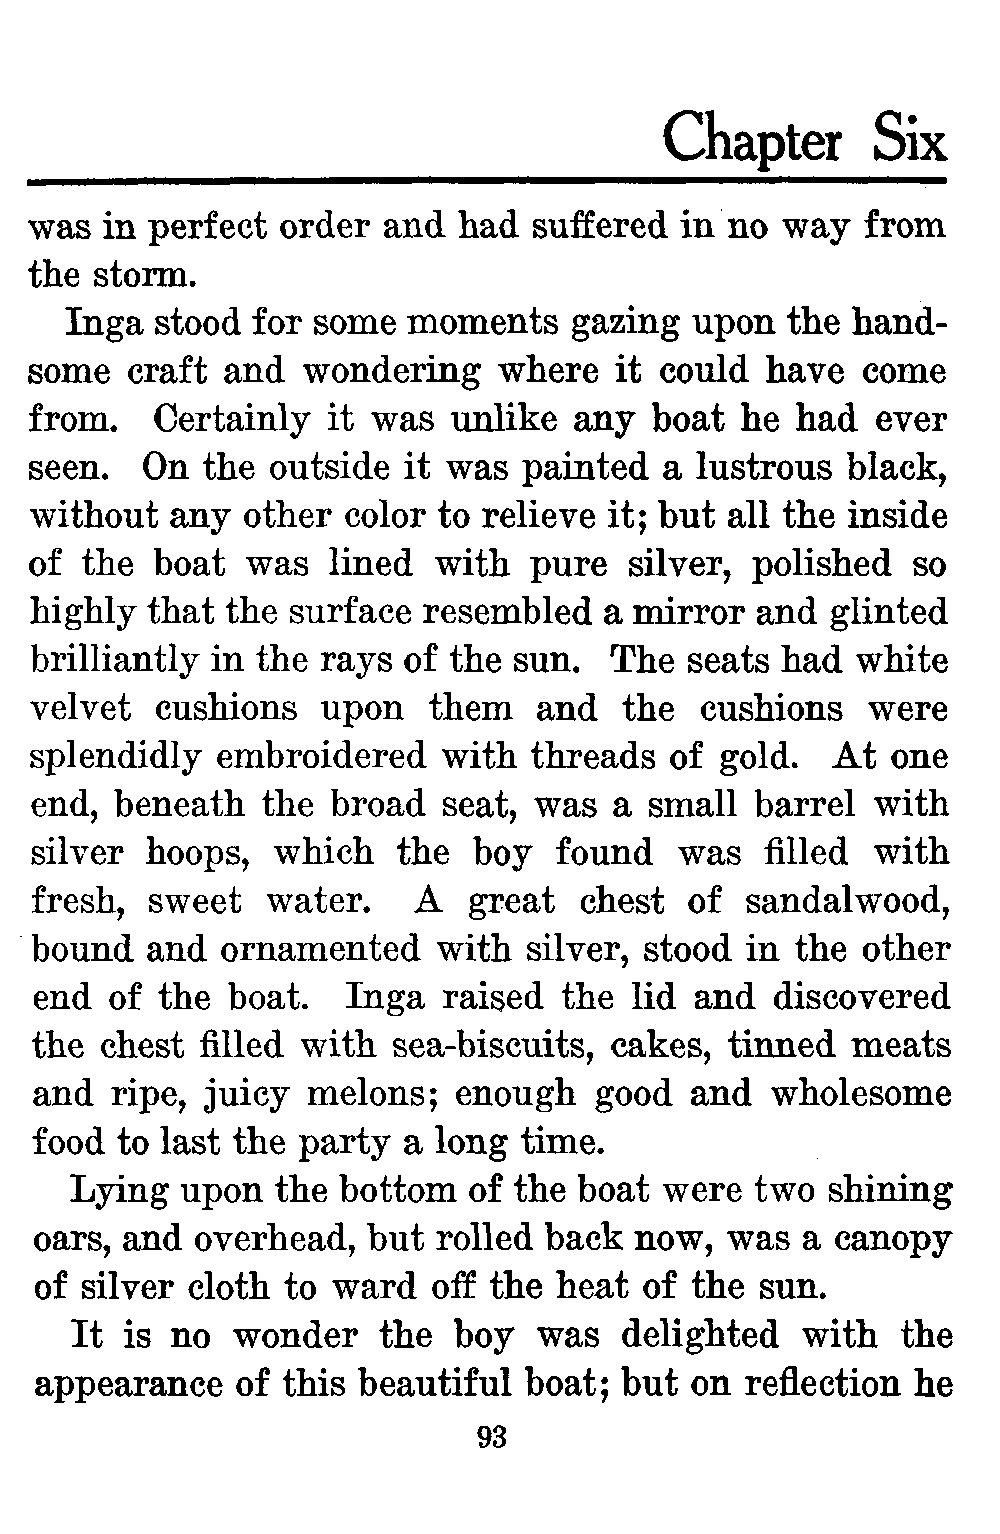 Chapter Six
was in perfect order and had suffered in no way from
the storm.
Inga stood for some moments gazing upon the hand-
some craft and wondering where it could have come
from. Certainly it was unlike any boat he had ever
seen. On the outside it was painted a lustrous black,
without any other color to relieve it; but all the inside
of the boat was lined with pure silver, polished so
highly that the surface resembled a mirror and glinted
brilliantly in the rays of the sun. The seats had white
velvet cushions upon them and the cushions were
splendidly embroidered with threads of gold. At one
end, beneath the broad seat, was a small barrel with
silver hoops, which the boy found was filled with
fresh, sweet water. A great chest of sandalwood,
bound and ornamented with silver, stood in the other
end of the boat. Inga raised the lid and discovered
the chest filled with sea-biscuits, cakes, tinned meats
and ripe, juicy melons; enough good and wholesome
food to last the party a long time.
Lying upon the bottom of the boat were two shining
oars, and overhead, but rolled back now, was a canopy
of silver cloth to ward off the heat of the sun.
It is no wonder the boy was delighted with the
appearance of this beautiful boat; but on reflection he
93